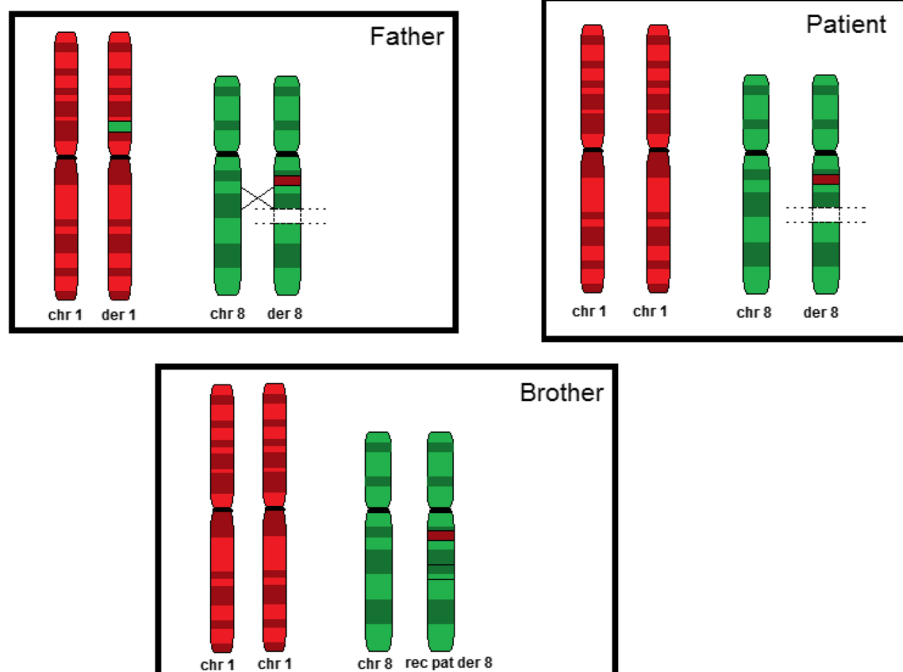 Father
chr 1 der 1 chr 8 der 8
Patient
chr 1 chr 1 chr 8 der 8
Brother
chr 1 chr 1 chr 8 rec pat der 8